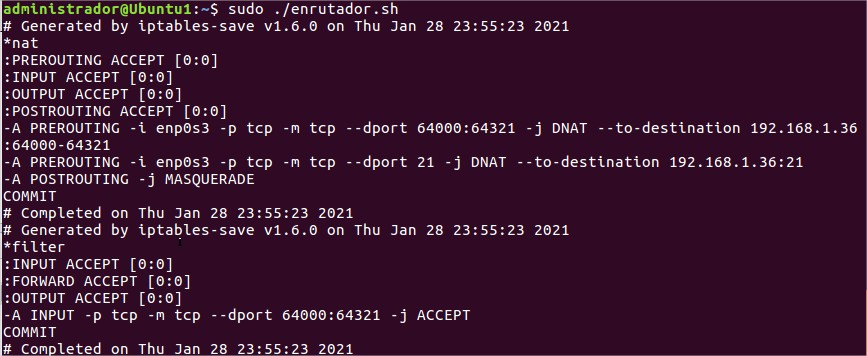 administrador@Ubuntu1:~$ sudo ./enrutador.sh
# Generated by iptables-save v1.6.0 on Thu Jan 28 23:55:23 2021
*nat
:PREROUTING ACCEPT [0:0]
:INPUT ACCEPT [0:0]
:OUTPUT ACCEPT [0:0]
:POSTROUTING ACCEPT [0:0]
-A PREROUTING -i enp0s3 -p tcp -m tcp --dport 64000:64321 -j DNAT --to-destination 192.168.1.36
:64000-64321
-A PREROUTING -i enp0s3 -p tcp -m tcp --dport 21 -j DNAT --to-destination 192.168.1.36:21
-A POSTROUTING -j MASQUERADE
COMMIT
# Completed on Thu Jan 28 23:55:23 2021
# Generated by iptables-save v1.6.0 on Thu Jan 28 23:55:23 2021
*filter
:INPUT ACCEPT [0:0]
:FORWARD ACCEPT [0:0]
:OUTPUT ACCEPT [0:0]
-A INPUT -p tcp -m tcp --dport 64000:64321 -j ACCEPT
COMMIT
# Completed on Thu Jan 28 23:55:23 2021